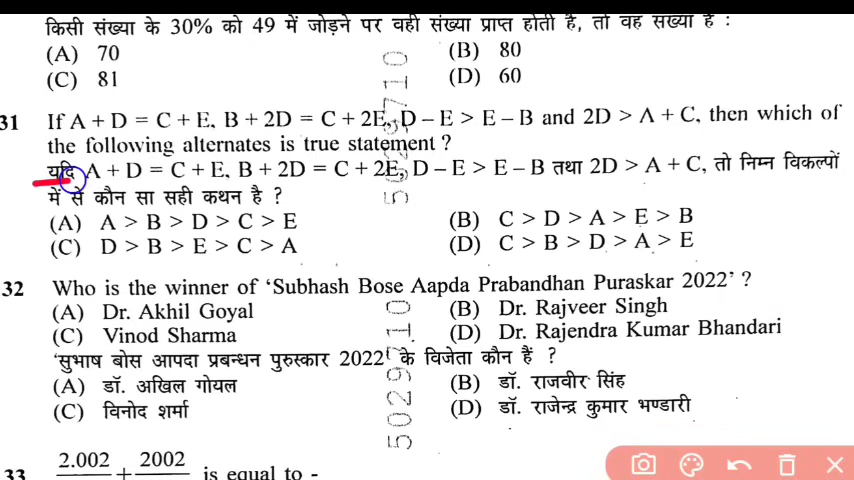 किसी संख्या के 30% को 49 में जोड़ने पर वही संख्या प्राप्त होती है, तो वह संख्या है :
(A) 70 (B) 80
(C) 81 (D) 60
31 If A + D = C + E, B + 2D = C + 2E, D – E > E – B and 2D > A + C, then which of
the following alternates is true statement ?
यदि A + D = C + E, B + 2D = C + 2E, D – E > E – B तथा 2D > A + C, तो निम्न विकल्पों
में से कौन सा सही कथन है ?
(A) A > B > D > C > E (B) C > D > A > E > B
(C) D > B > E > C > A (D) C > B > D > A > E
32 Who is the winner of ‘Subhash Bose Aapda Prabandhan Puraskar 2022’ ?
(A) Dr. Akhil Goyal (B) Dr. Rajveer Singh
(C) Vinod Sharma (D) Dr. Rajendra Kumar Bhandari
‘सुभाष बोस आपदा प्रबन्धन पुरुस्कार 2022’ के विजेता कौन हैं ?
(A) डॉ. अखिल गोयल (B) डॉ. राजवीर सिंह
(C) विनोद शर्मा (D) डॉ. राजेन्द्र कुमार भण्डारी
33 2.002 + 2002 is equal to -
5029710
5029710